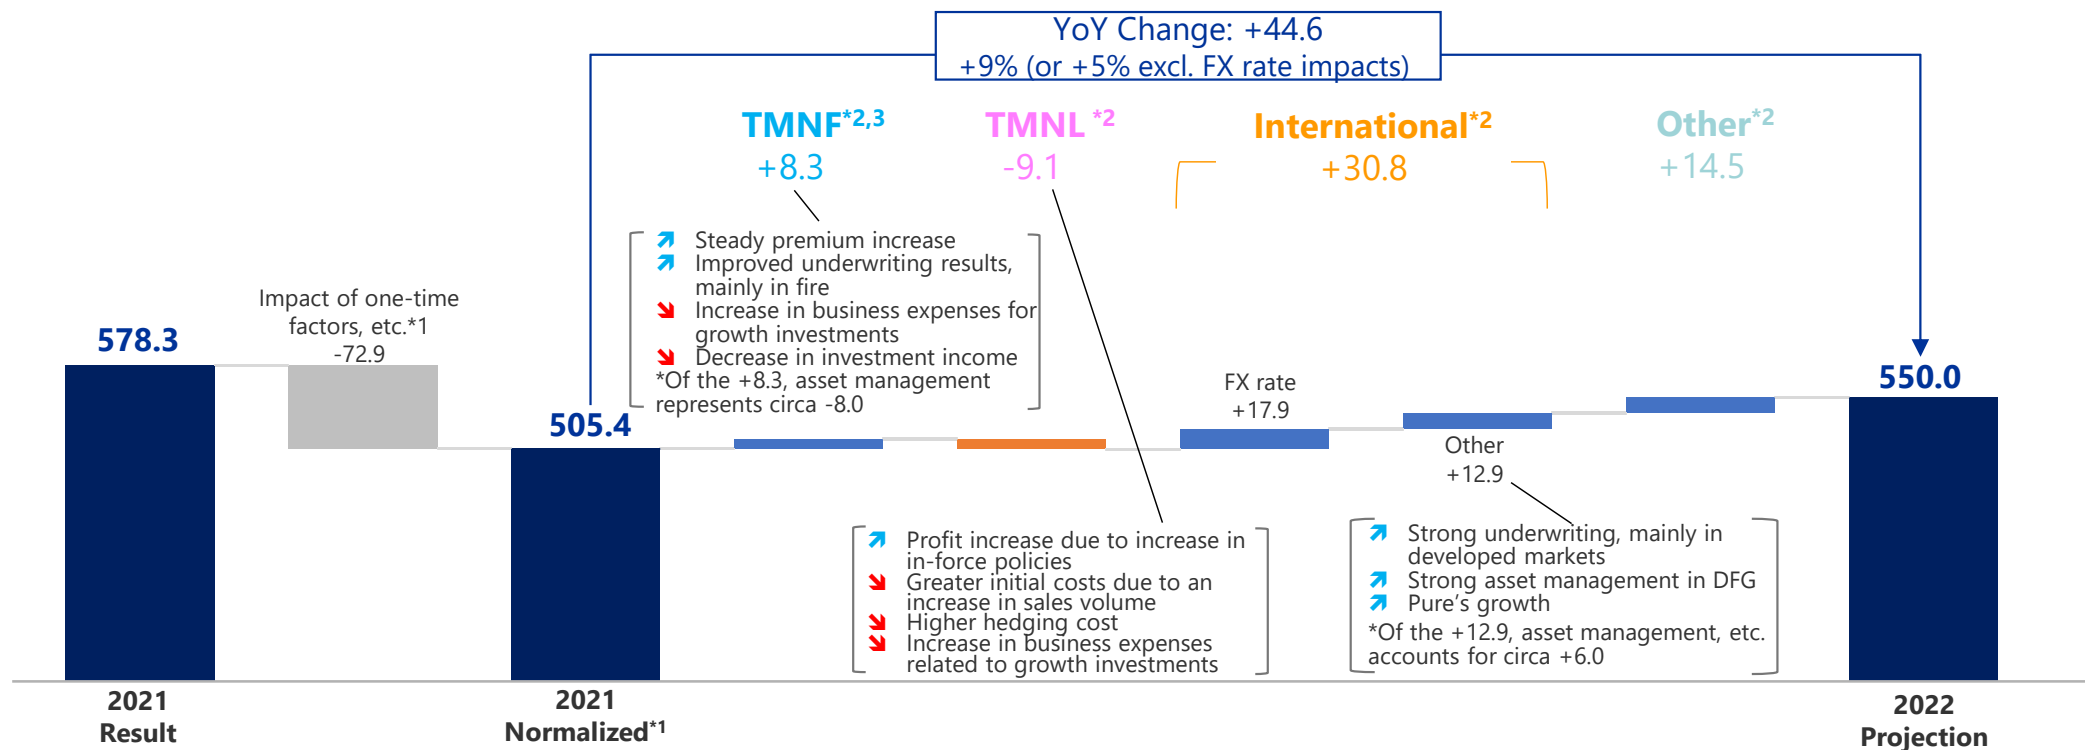 YoY Change: +44.6
+9% (or +5% excl. FX rate impacts)
TMNF*2,3
+8.3
TMNL *2
-9.1
International*2
+30.8
Other*2
+14.5
Steady premium increase
Improved underwriting results,
mainly in fire
Increase in business expenses for
growth investments
Decrease in investment income
*Of the +8.3, asset management
represents circa -8.0
578.3
Impact of one-time
factors, etc.*1
-72.9
505.4
FX rate
+17.9
Other
+12.9
550.0
Profit increase due to increase in
in-force policies
Greater initial costs due to an
increase in sales volume
Higher hedging cost
Increase in business expenses
related to growth investments
Strong underwriting, mainly in
developed markets
Strong asset management in DFG
Pure's growth
*Of the +12.9, asset management, etc.
accounts for circa +6.0
2021
Result
2021
Normalized*1
2022
Projection